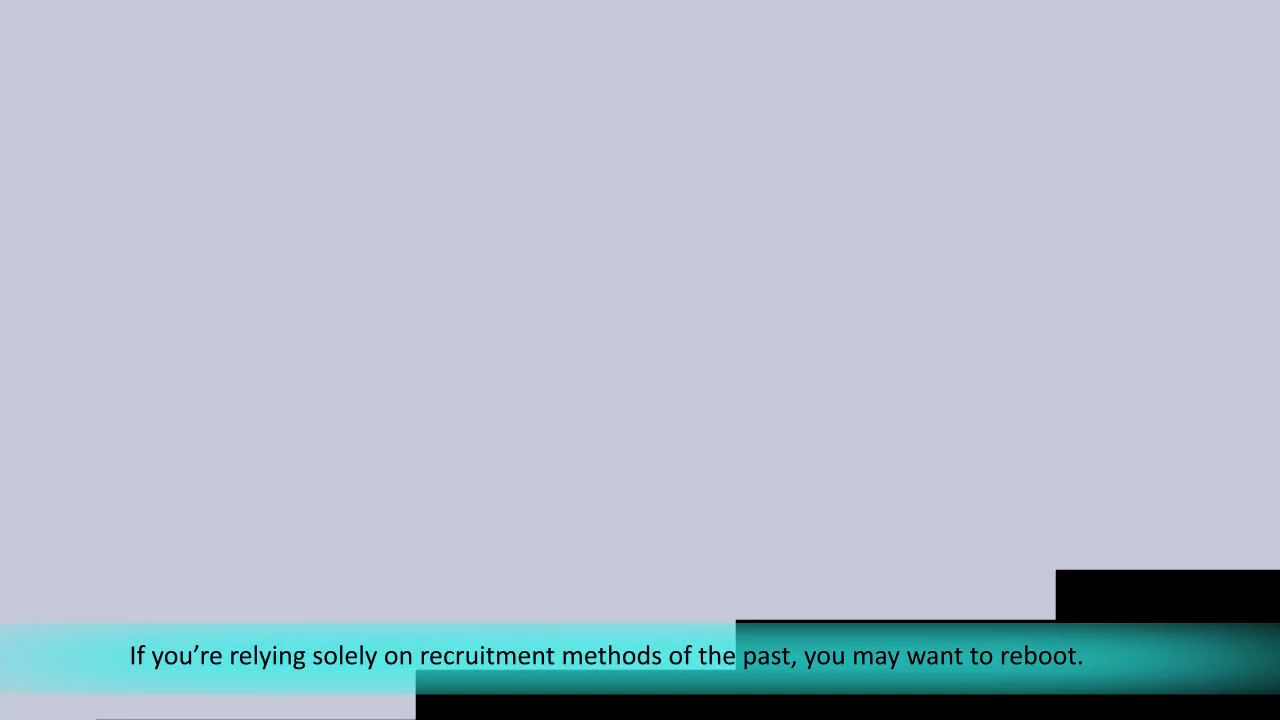 If you’re relying solely on recruitment methods of the past, you may want to reboot.